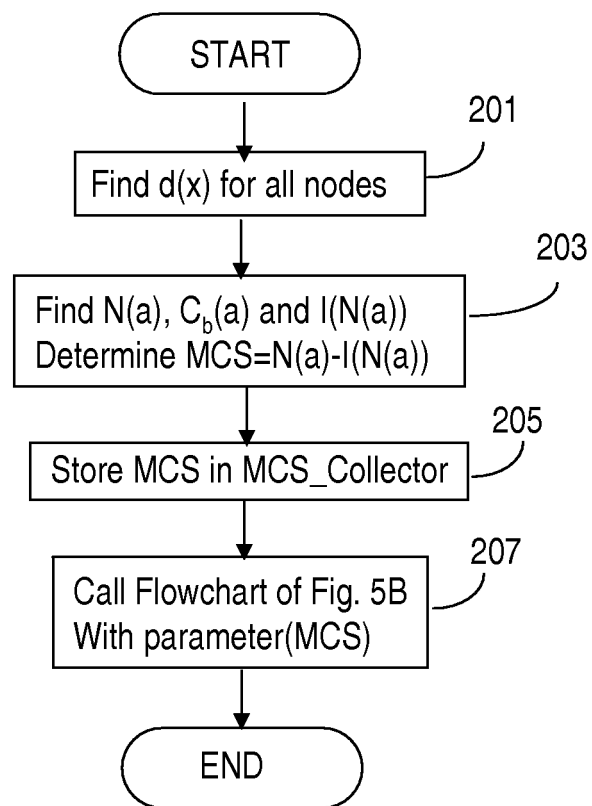 START
201
Find d(x) for all nodes
203
Find N(a), C_b(a) and I(N(a))
Determine MCS=N(a)-I(N(a))
205
Store MCS in MCS_Collector
207
Call Flowchart of Fig. 5B
With parameter(MCS)
END